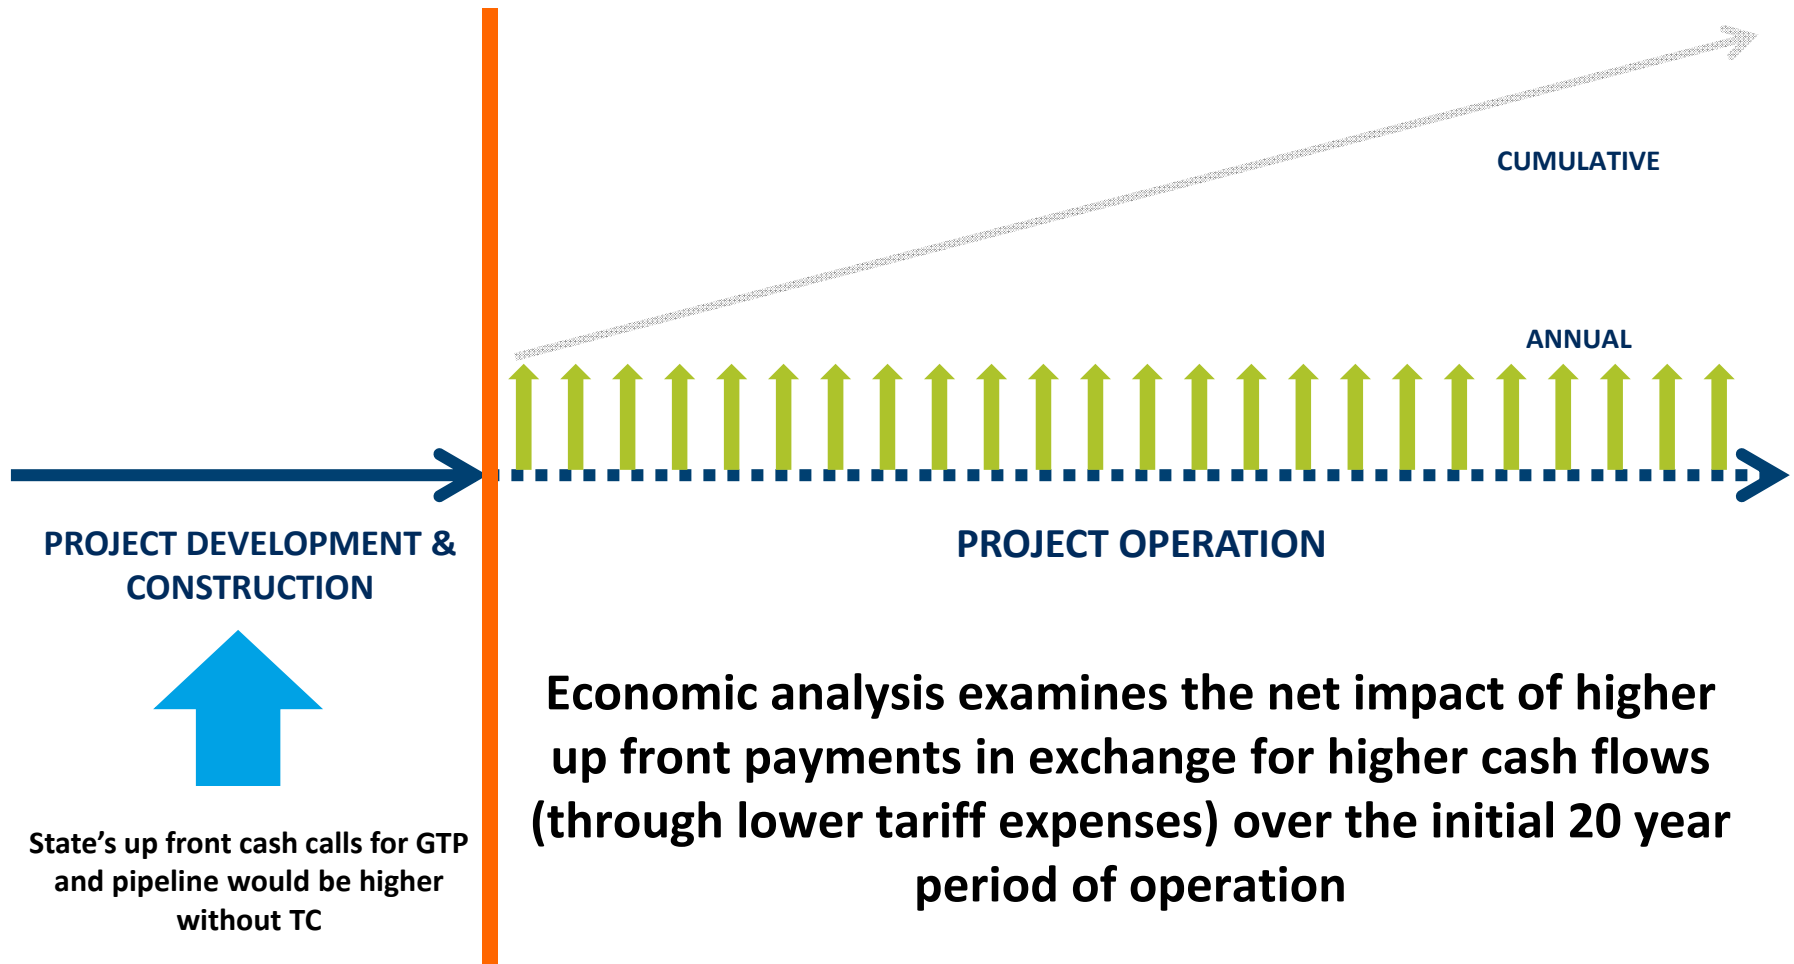 CUMULATIVE
ANNUAL
PROJECT DEVELOPMENT &
CONSTRUCTION
PROJECT OPERATION
State's up front cash calls for GTP
and pipeline would be higher
without TC
Economic analysis examines the net impact of higher
up front payments in exchange for higher cash flows
(through lower tariff expenses) over the initial 20 year
period of operation